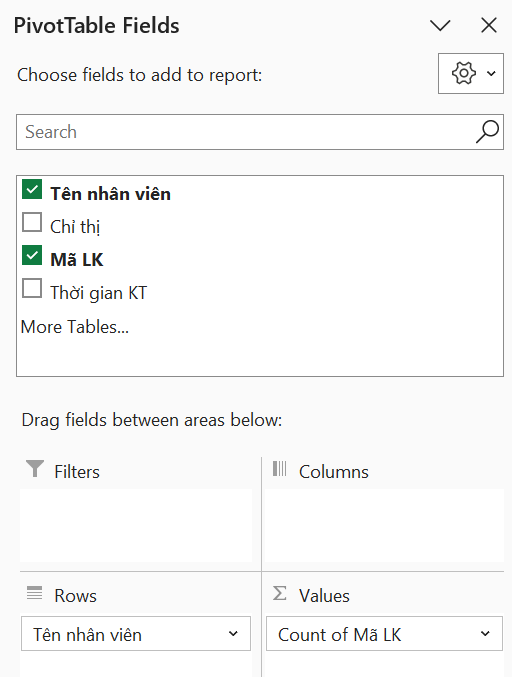 PivotTable Fields
Choose fields to add to report:
Search
Tên nhân viên
Chỉ thị
Mã LK
Thời gian KT
More Tables...
Drag fields between areas below:
Filters
Columns
Rows
Values
Tên nhân viên
Count of Mã LK